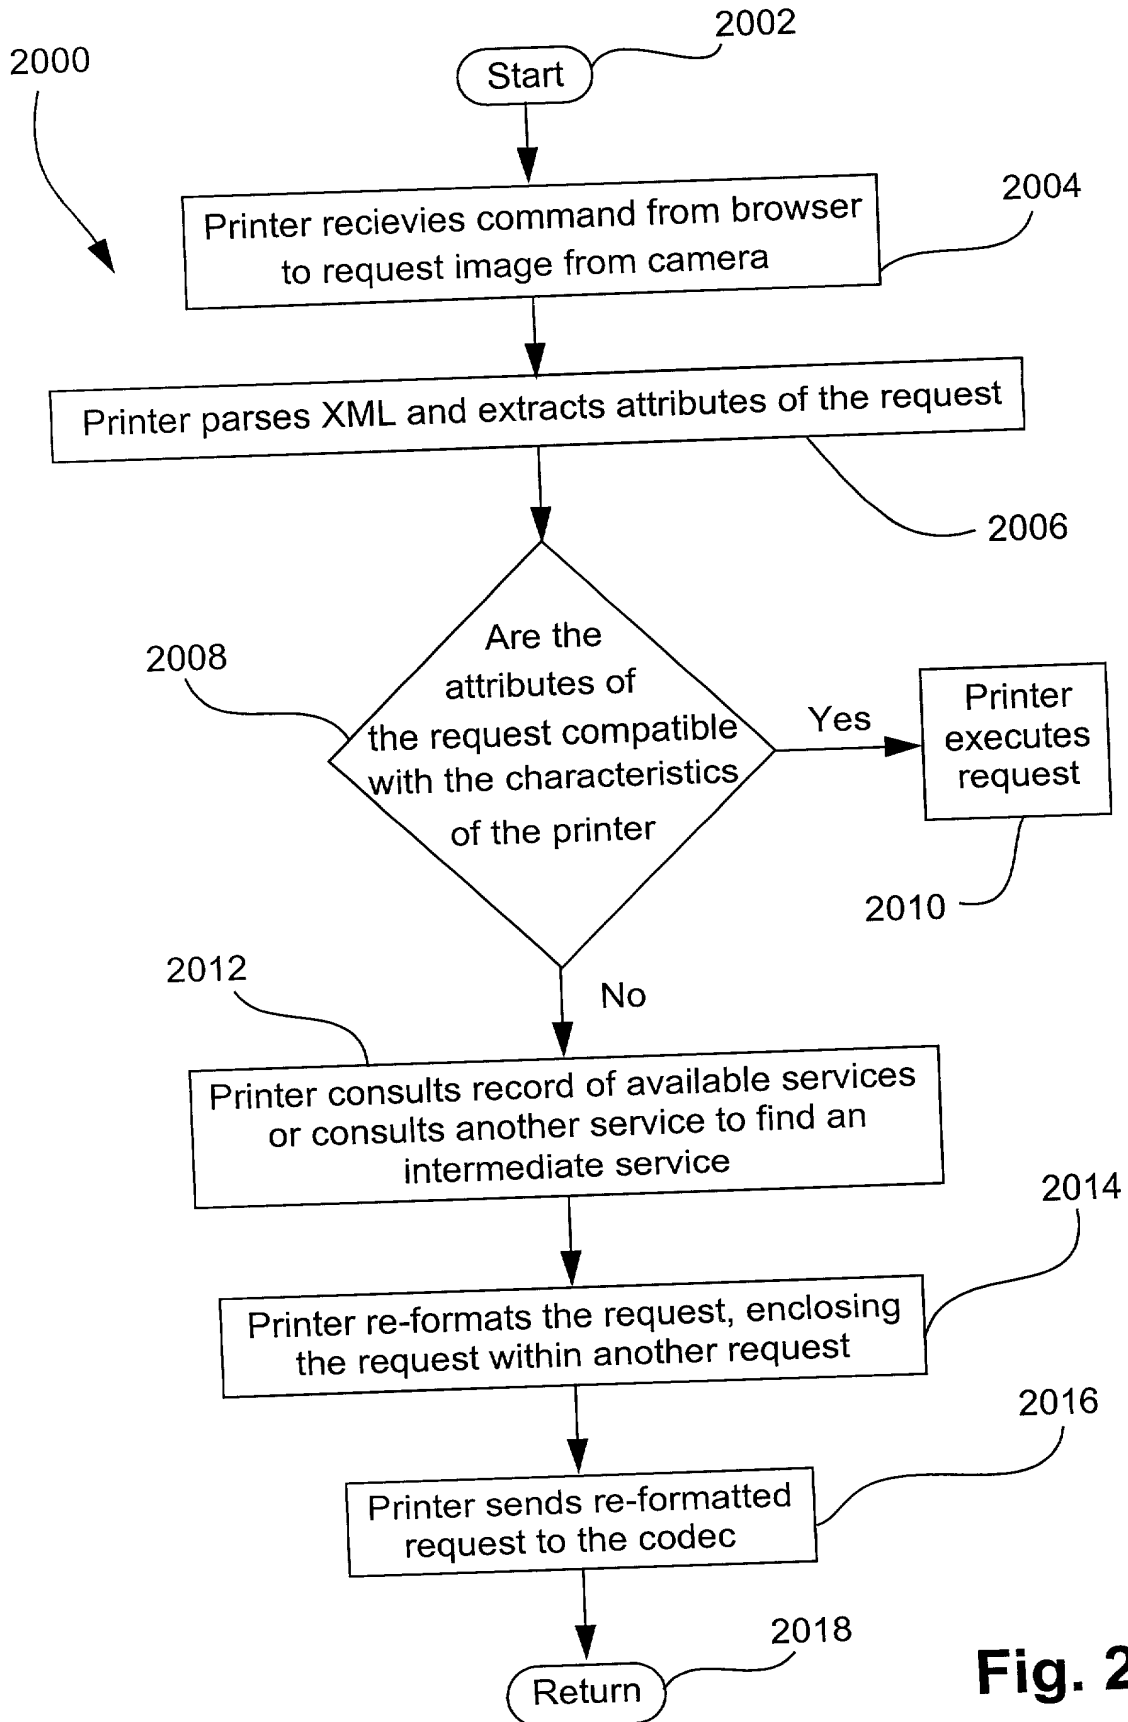 2002
2000
Start
2004
Printer recievies command from browser
to request image from camera
Printer parses XML and extracts attributes of the request
2006
2008
Are the
attributes of
the request compatible
with the characteristics
of the printer
Yes
Printer
executes
request
2010
2012
No
Printer consults record of available services
or consults another service to find an
intermediate service
2014
Printer re-formats the request, enclosing
the request within another request
2016
Printer sends re-formatted
request to the codec
2018
Return
Fig. 2